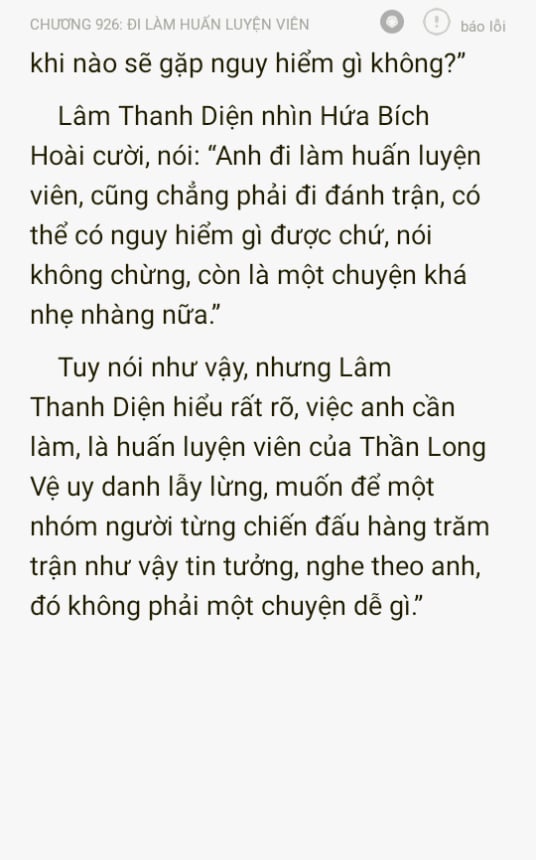 CHƯƠNG 926: ĐI LÀM HUẤN LUYỆN VIÊN
báo lỗi
khi nào sẽ gặp nguy hiểm gì không?”
Lâm Thanh Diện nhìn Hứa Bích
Hoài cười, nói: “Anh đi làm huấn luyện
viên, cũng chẳng phải đi đánh trận, có
thể có nguy hiểm gì được chứ, nói
không chừng, còn là một chuyện khá
nhẹ nhàng nữa.”
Tuy nói như vậy, nhưng Lâm
Thanh Diện hiểu rất rõ, việc anh cần
làm, là huấn luyện viên của Thần Long
Vệ uy danh lẫy lừng, muốn để một
nhóm người từng chiến đấu hàng trăm
trận như vậy tin tưởng, nghe theo anh,
đó không phải một chuyện dễ gì.”